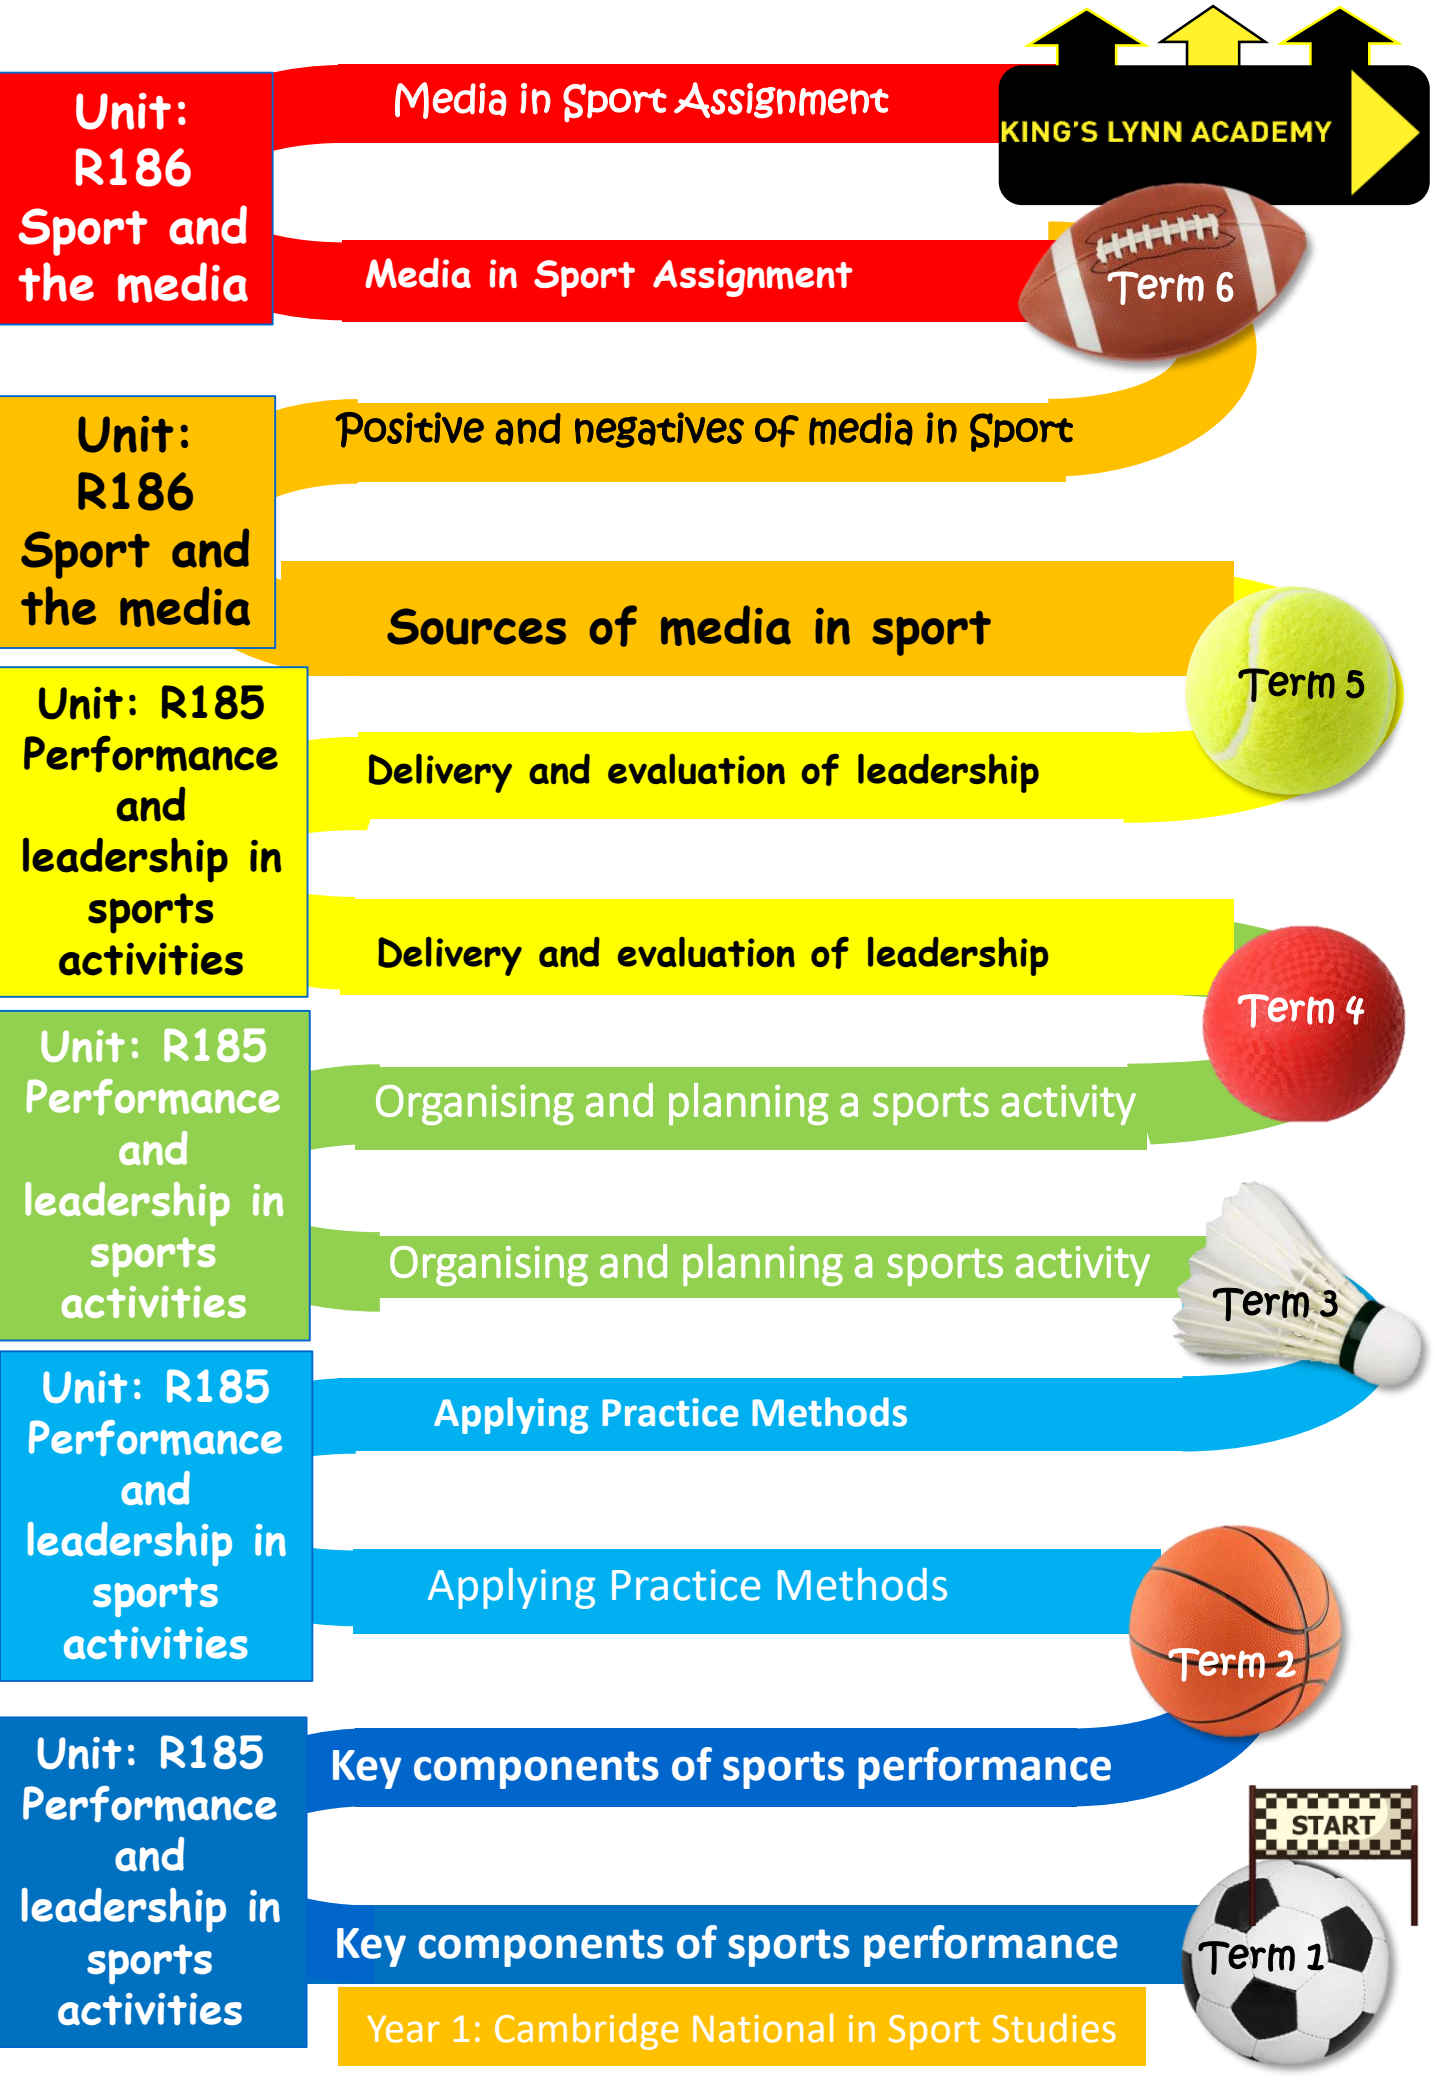 Media in Sport Assignment
KING'S LYNN ACADEMY
Unit:
R186
Sport and
the media
Media in Sport Assignment
Term 6
Positive and negatives of media in Sport
Unit:
R186
Sport and
the media
Sources of media in sport
Term 5
Unit: R185
Performance
and
leadership in
sports
activities
Delivery and evaluation of leadership
Delivery and evaluation of leadership
Term 4
Unit: R185
Performance
and
leadership in
sports
activities
Organising and planning a sports activity
Organising and planning a sports activity
Term 3
Unit: R185
Performance
and
leadership in
sports
activities
Applying Practice Methods
Applying Practice Methods
Term 2
Unit: R185
Performance
and
leadership in
sports
activities
Key components of sports performance
START
Key components of sports performance
Term 1
Year 1: Cambridge National in Sport Studies